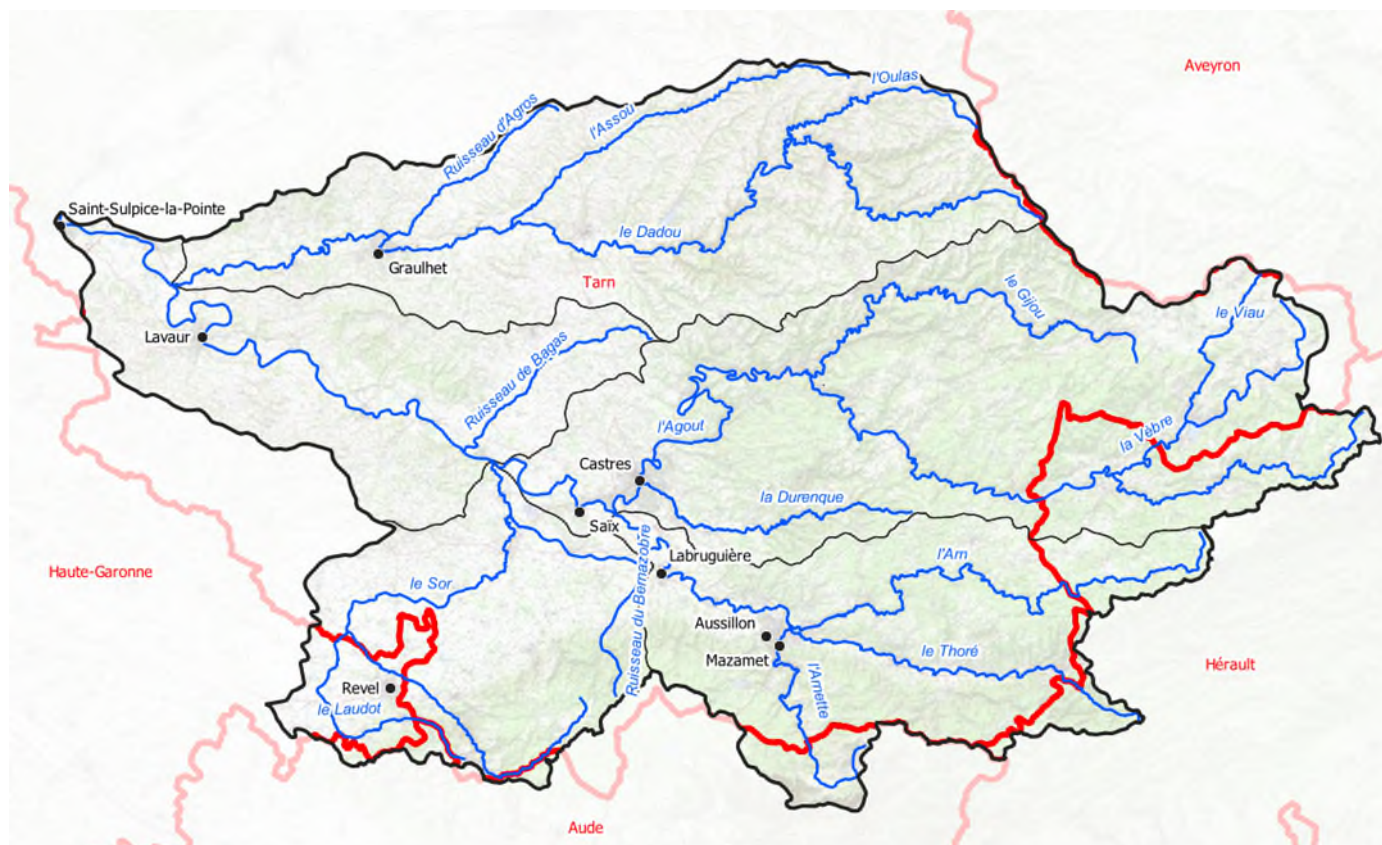 Aveyron
l'Oulas
Ruisseau d'Agros
l'Assou
Saint-Sulpice-la-Pointe
le Dadou
Graulhet
Tarn
le Gijou
le Viau
Lavaur
Ruisseau de Bagas
l'Agout
la Vèbre
Castres
la Durenque
Saïx
Ruisseau du Bernazobre
Labruguière
l'Arn
Haute-Garonne
le Sor
Aussillon
Mazamet
le Thoré
Hérault
l'Arnette
Revel
le Laudot
Aude